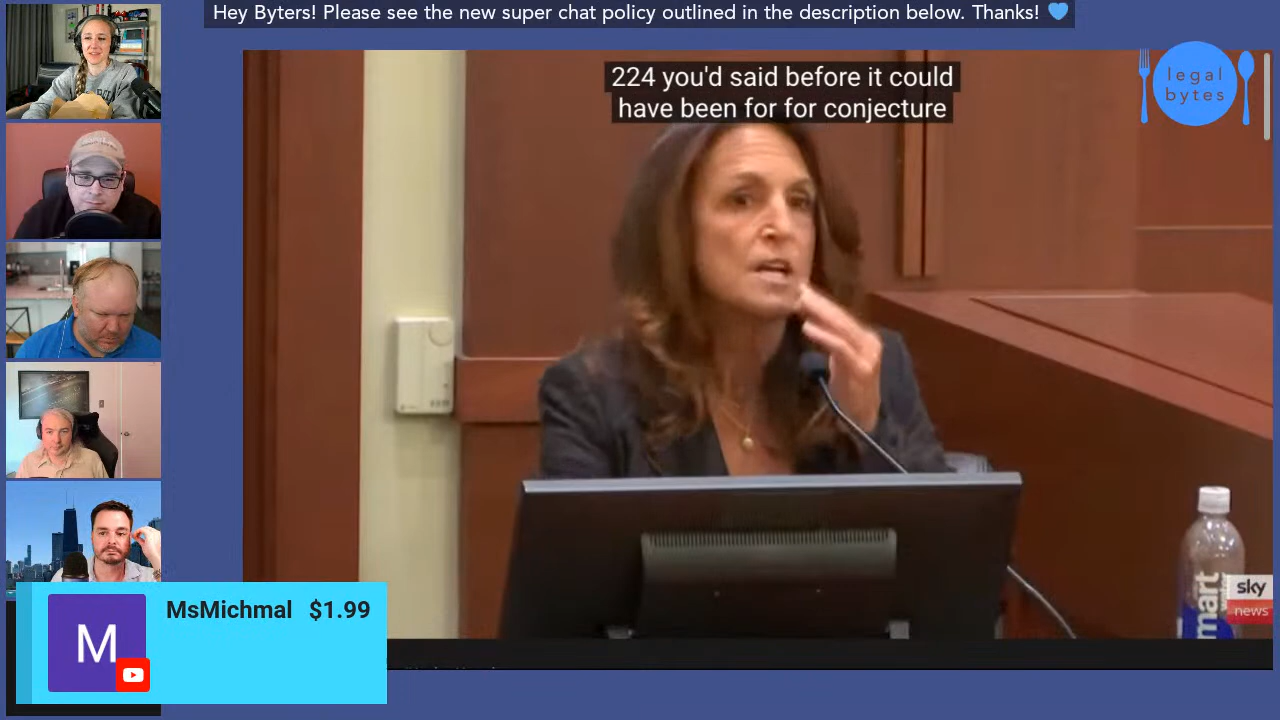 Hey Byters! Please see the new super chat policy outlined in the description below. Thanks! 💙
224 you'd said before it could
have been for for conjecture
legal
bytes
MsMichmal $1.99
M
sky
news